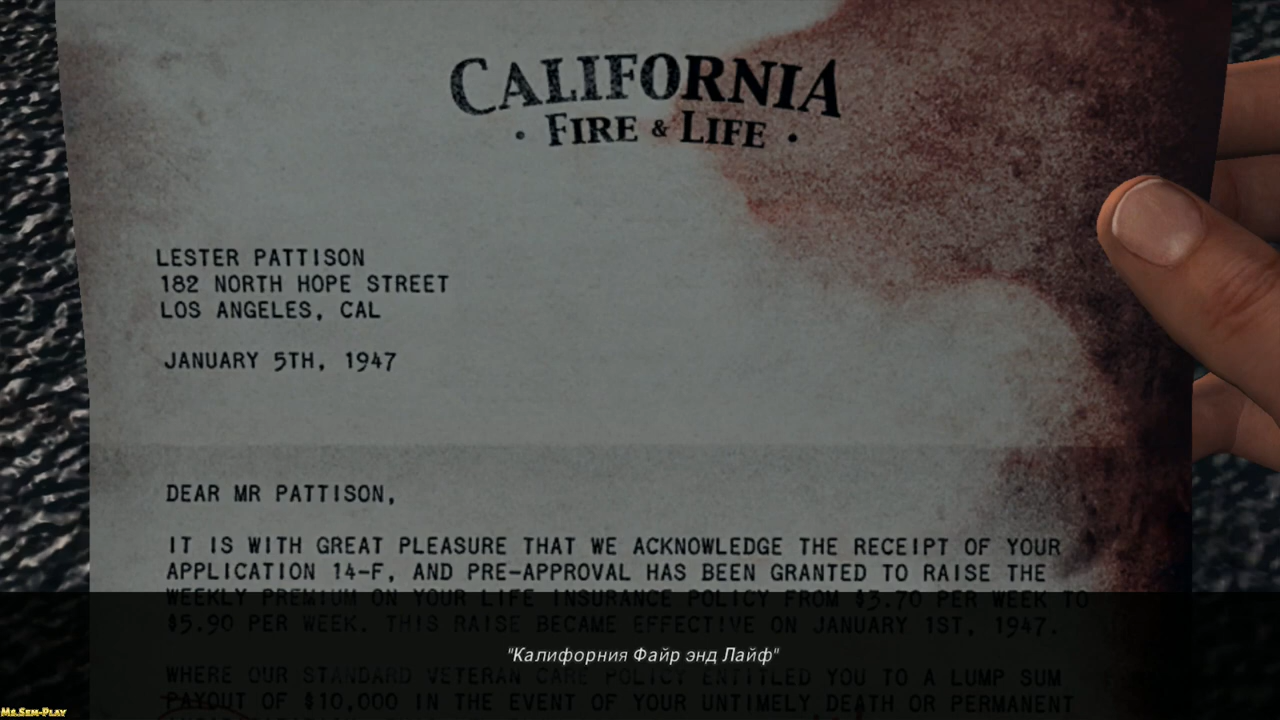 CALIFORNIA
• FIRE & LIFE •
LESTER PATTISON
182 NORTH HOPE STREET
LOS ANGELES, CAL
JANUARY 5TH, 1947
DEAR MR PATTISON,
IT IS WITH GREAT PLEASURE THAT WE ACKNOWLEDGE THE RECEIPT OF YOUR
APPLICATION 14-F, AND PRE-APPROVAL HAS BEEN GRANTED TO RAISE THE
WEEKLY PREMIUM ON YOUR LIFE INSURANCE POLICY FROM $3.70 PER WEEK TO
$5.90 PER WEEK. THIS RAISE BECAME EFFECTIVE ON JANUARY 1ST, 1947.
"Калифорния Файр энд Лайф"
WHERE OUR STANDARD VETERAN CARE POLICY ENTITLED YOU TO A LUMP SUM
PAYOUT OF $10,000 IN THE EVENT OF YOUR UNTIMELY DEATH OR PERMANENT
Mr.Sem-Play